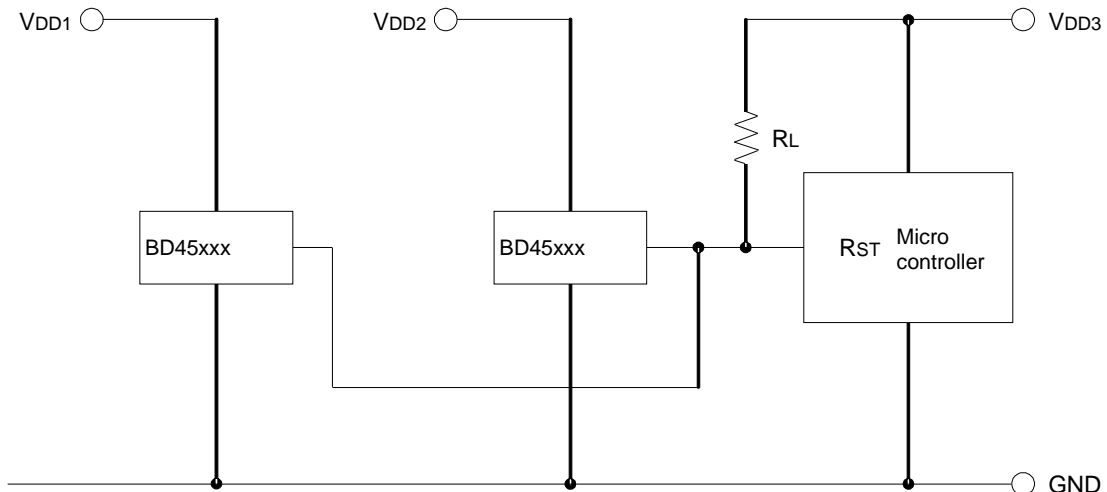 VDD1
VDD2
VDD3
RL
BD45xxx
BD45xxx
RST
Micro
controller
GND